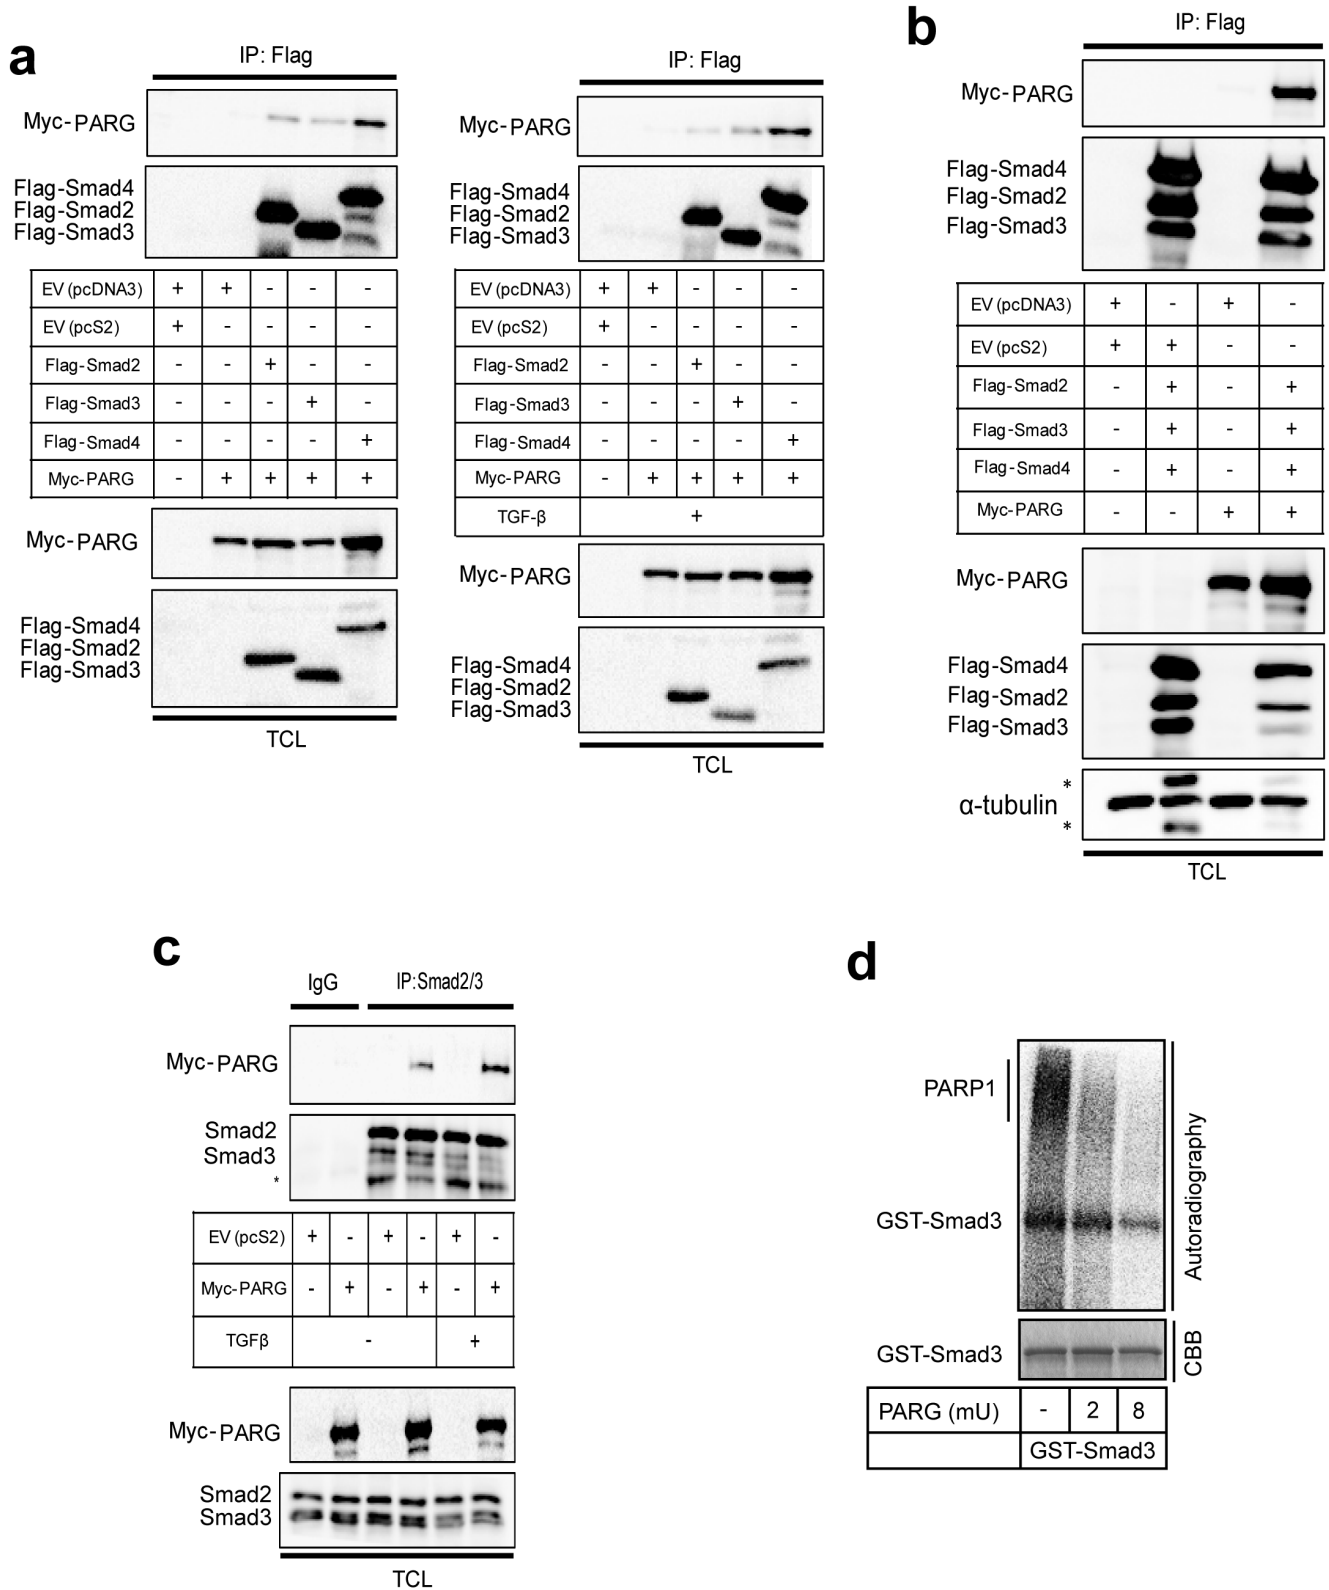 a
IP: Flag
Myc-PARG
Flag-Smad4
Flag-Smad2
Flag-Smad3
EV (pcDNA3) + + - - -
EV (pcS2) + - - - -
Flag-Smad2 - - + - -
Flag-Smad3 - - - + -
Flag-Smad4 - - - - +
Myc-PARG - + + + +
Myc-PARG
Flag-Smad4
Flag-Smad2
Flag-Smad3
TCL
IP: Flag
Myc-PARG
Flag-Smad4
Flag-Smad2
Flag-Smad3
EV (pcDNA3) + + - - -
EV (pcS2) + - - - -
Flag-Smad2 - - + - -
Flag-Smad3 - - - + -
Flag-Smad4 - - - - +
Myc-PARG - + + + +
TGF-β +
Myc-PARG
Flag-Smad4
Flag-Smad2
Flag-Smad3
TCL
b
IP: Flag
Myc-PARG
Flag-Smad4
Flag-Smad2
Flag-Smad3
EV (pcDNA3) + - + -
EV (pcS2) + + - -
Flag-Smad2 - + - +
Flag-Smad3 - + - +
Flag-Smad4 - + - +
Myc-PARG - - + +
Myc-PARG
Flag-Smad4
Flag-Smad2
Flag-Smad3
*
α-tubulin
*
TCL
c
IgG IP:Smad2/3
Myc-PARG
Smad2
Smad3
*
EV (pcS2) + - + - + -
Myc-PARG - + - + - +
TGFβ - +
Myc-PARG
Smad2
Smad3
TCL
d
PARP1
GST-Smad3
Autoradiography
GST-Smad3
CBB
PARG (mU) - 2 8
GST-Smad3